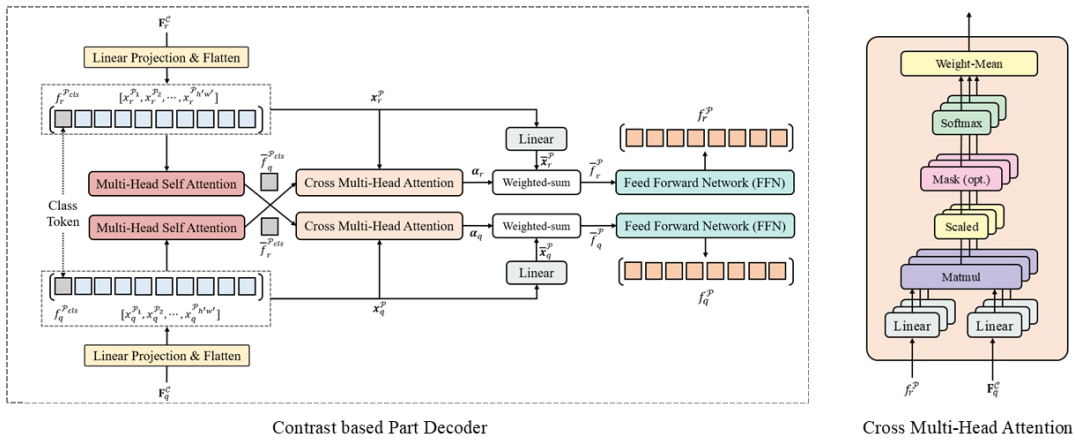 F_r^C
Linear Projection & Flatten
f_r^{P_cls} [x_r^{P_1}, x_r^{P_2}, ⋯, x_r^{P_h'w'}]
x_r^P
Linear
x̅_r^P
f_r^P
Class
Token
Multi-Head Self Attention
f̅_q^{P_cls}
Cross Multi-Head Attention
α_r
Weighted-sum
f̅_r^P
Feed Forward Network (FFN)
Multi-Head Self Attention
f̅_r^{P_cls}
Cross Multi-Head Attention
α_q
Weighted-sum
f̅_q^P
Feed Forward Network (FFN)
x̅_q^P
Linear
f_q^{P_cls} [x_q^{P_1}, x_q^{P_2}, ⋯, x_q^{P_h'w'}]
x_q^P
f_q^P
Linear Projection & Flatten
F_q^C
Contrast based Part Decoder
Weight-Mean
Softmax
Mask (opt.)
Scaled
Matmul
Linear Linear
f_r^P F_q^C
Cross Multi-Head Attention